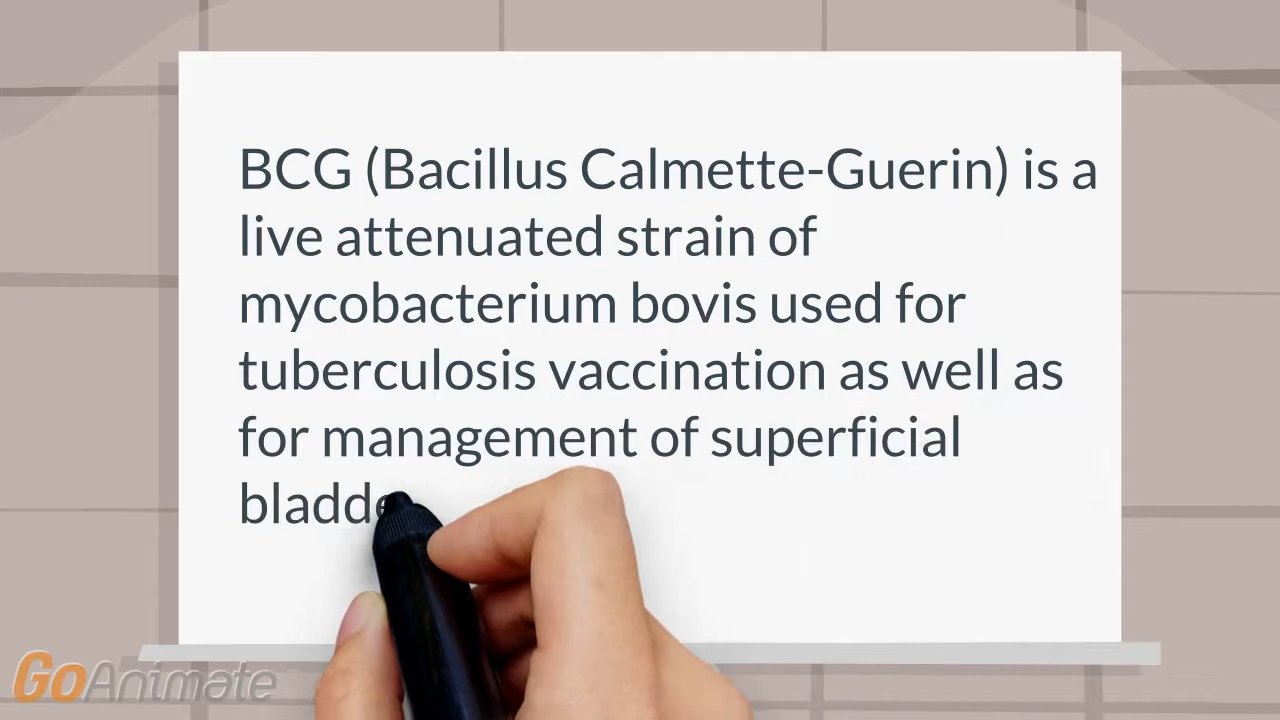 BCG (Bacillus Calmette-Guerin) is a
live attenuated strain of
mycobacterium bovis used for
tuberculosis vaccination as well as
for management of superficial
bladde
GoAnimate